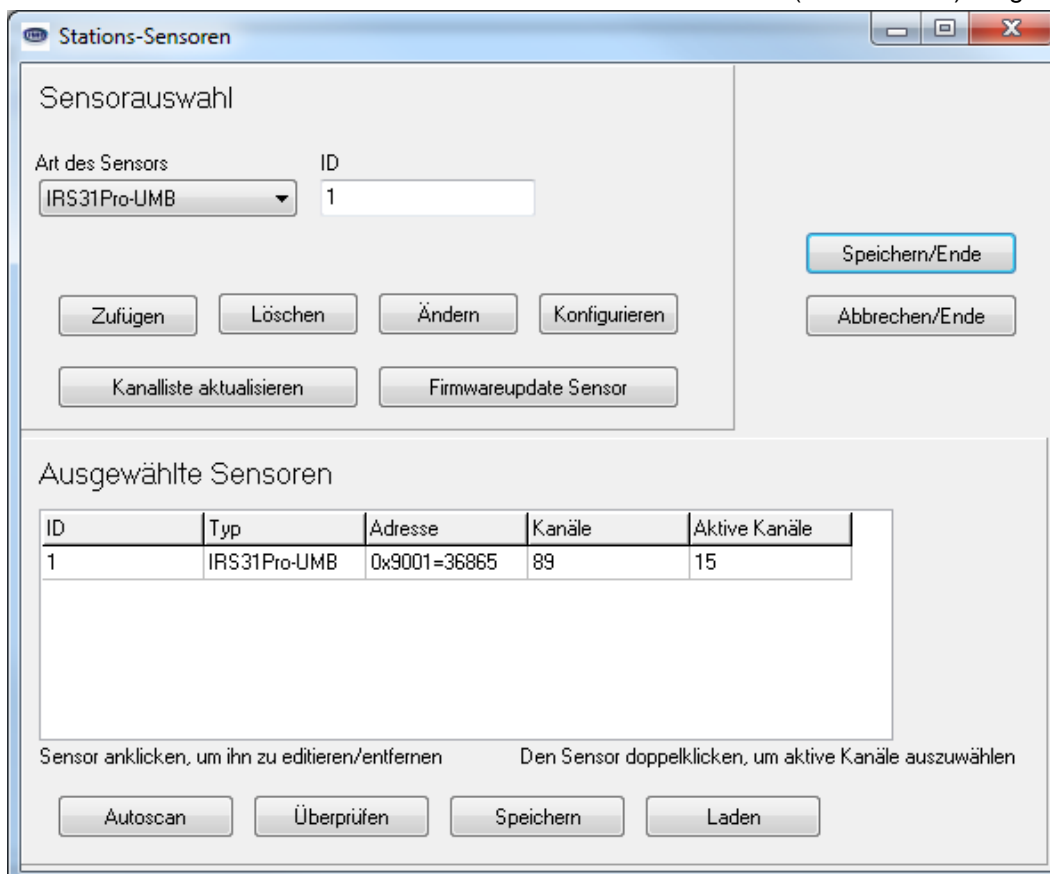 Stations-Sensoren
Sensorauswahl
Art des Sensors ID
IRS31Pro-UMB 1
Speichern/Ende
Zufügen Löschen Ändern Konfigurieren Abbrechen/Ende
Kanalliste aktualisieren Firmwareupdate Sensor
Ausgewählte Sensoren
ID Typ Adresse Kanäle Aktive Kanäle
1 IRS31Pro-UMB 0x9001=36865 89 15
Sensor anklicken, um ihn zu editieren/entfernen Den Sensor doppelklicken, um aktive Kanäle auszuwählen
Autoscan Überprüfen Speichern Laden